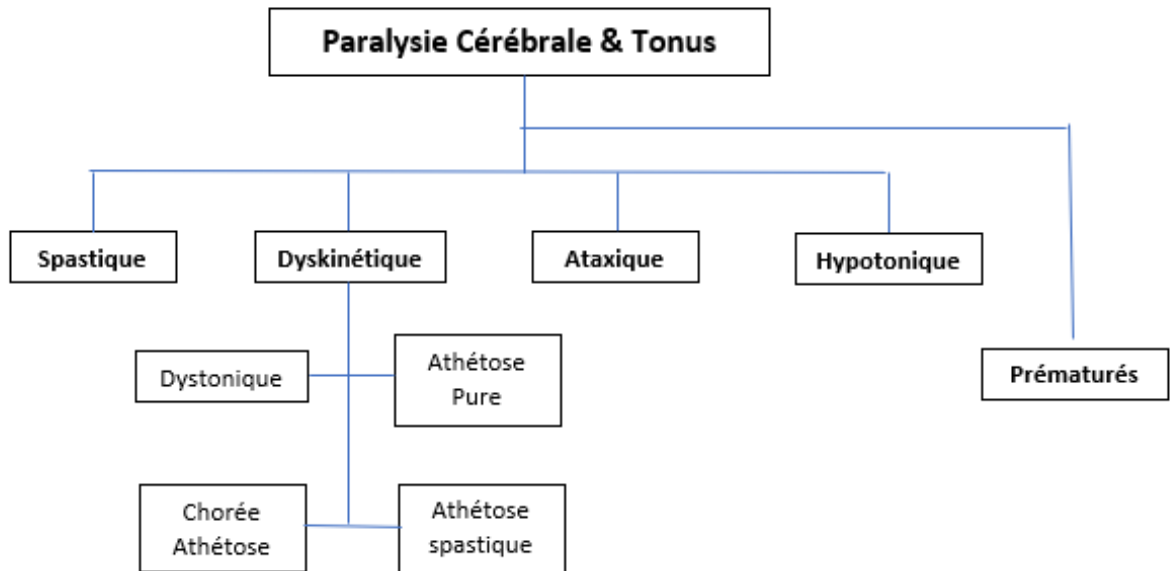 Paralysie Cérébrale & Tonus
Spastique
Dyskinétique
Ataxique
Hypotonique
Prématurés
Dystonique
Athétose
Pure
Chorée
Athétose
Athétose
spastique